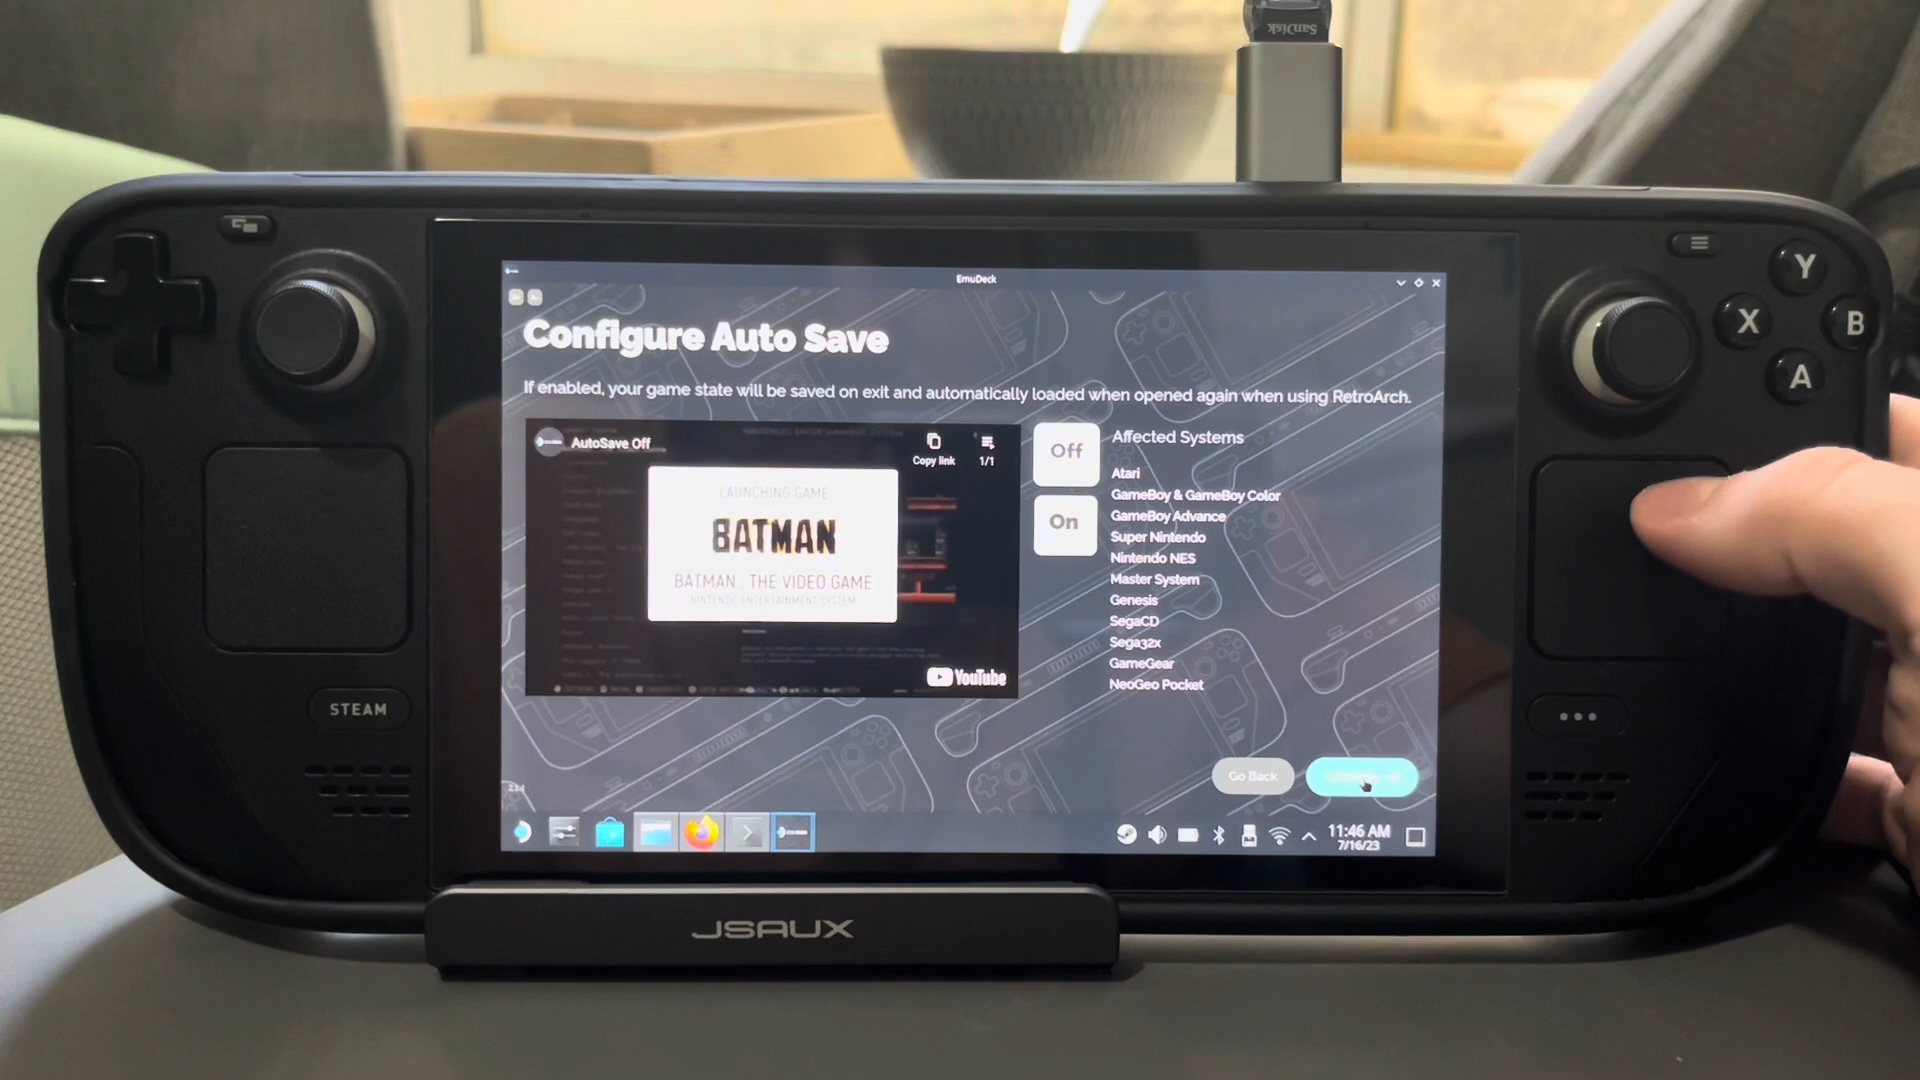 SanDisk
EmuDeck
Configure Auto Save
If enabled, your game state will be saved on exit and automatically loaded when opened again when using RetroArch.
AutoSave Off
Copy link
1/1
LAUNCHING GAME
BATMAN
BATMAN : THE VIDEO GAME
NINTENDO ENTERTAINMENT SYSTEM
YouTube
Off
On
Affected Systems
Atari
GameBoy & GameBoy Color
GameBoy Advance
Super Nintendo
Nintendo NES
Master System
Genesis
SegaCD
Sega32x
GameGear
NeoGeo Pocket
Go Back
11:46 AM
7/16/23
STEAM
Y
X
B
A
JSAUX